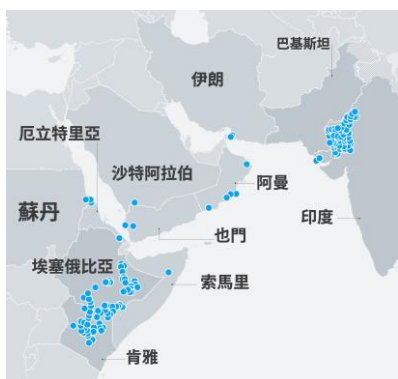 巴基斯坦
伊朗
厄立特里亞
沙特阿拉伯
阿曼
蘇丹
印度
也門
埃塞俄比亞
索馬里
肯雅